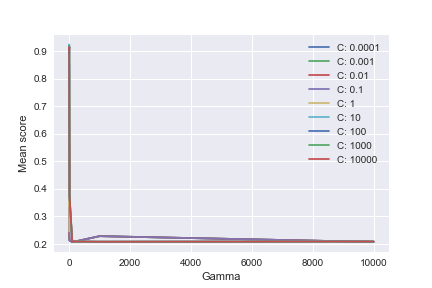 0.9
0.8
0.7
0.6
0.5
0.4
0.3
0.2
Mean score
C: 0.0001
C: 0.001
C: 0.01
C: 0.1
C: 1
C: 10
C: 100
C: 1000
C: 10000
0 2000 4000 6000 8000 10000
Gamma